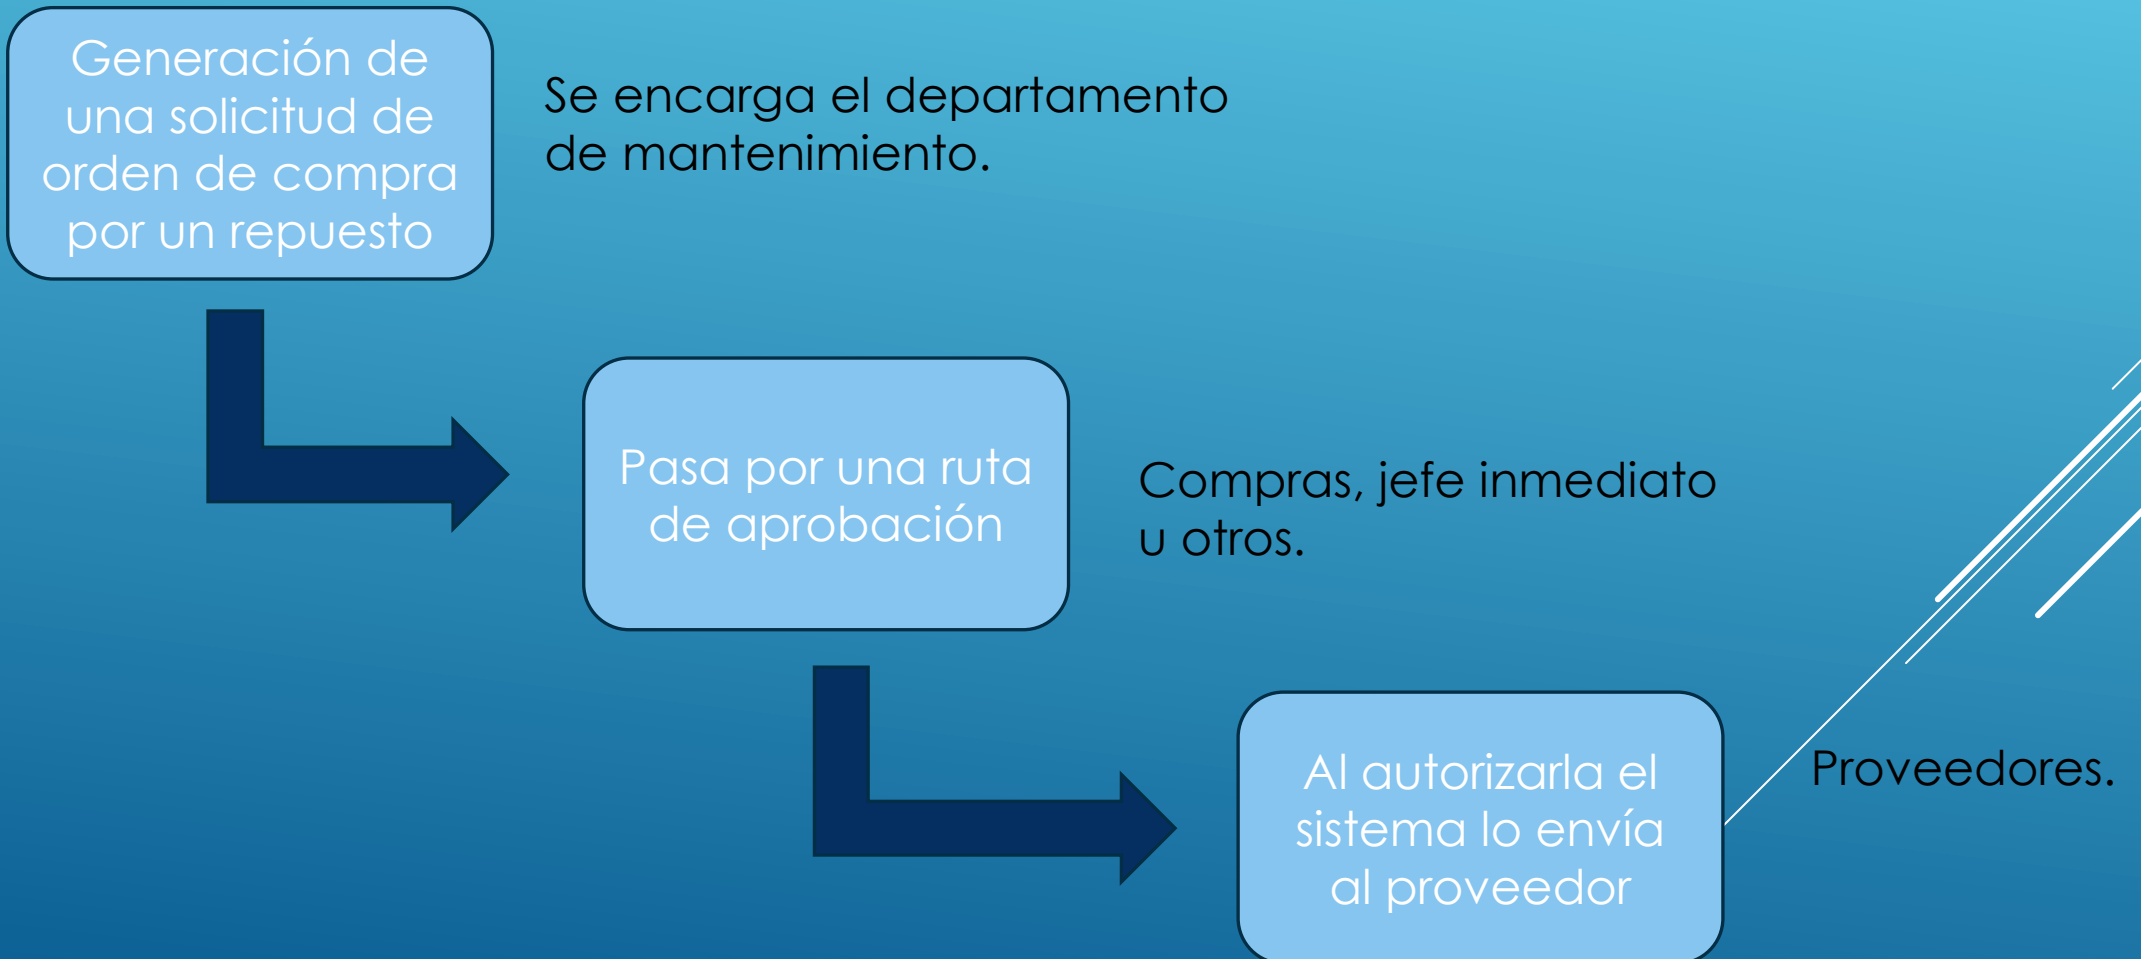 Generación de
una solicitud de
orden de compra
por un repuesto
Se encarga el departamento
de mantenimiento.
Pasa por una ruta
de aprobación
Compras, jefe inmediato
u otros.
Al autorizarla el
sistema lo envía
al proveedor
Proveedores.